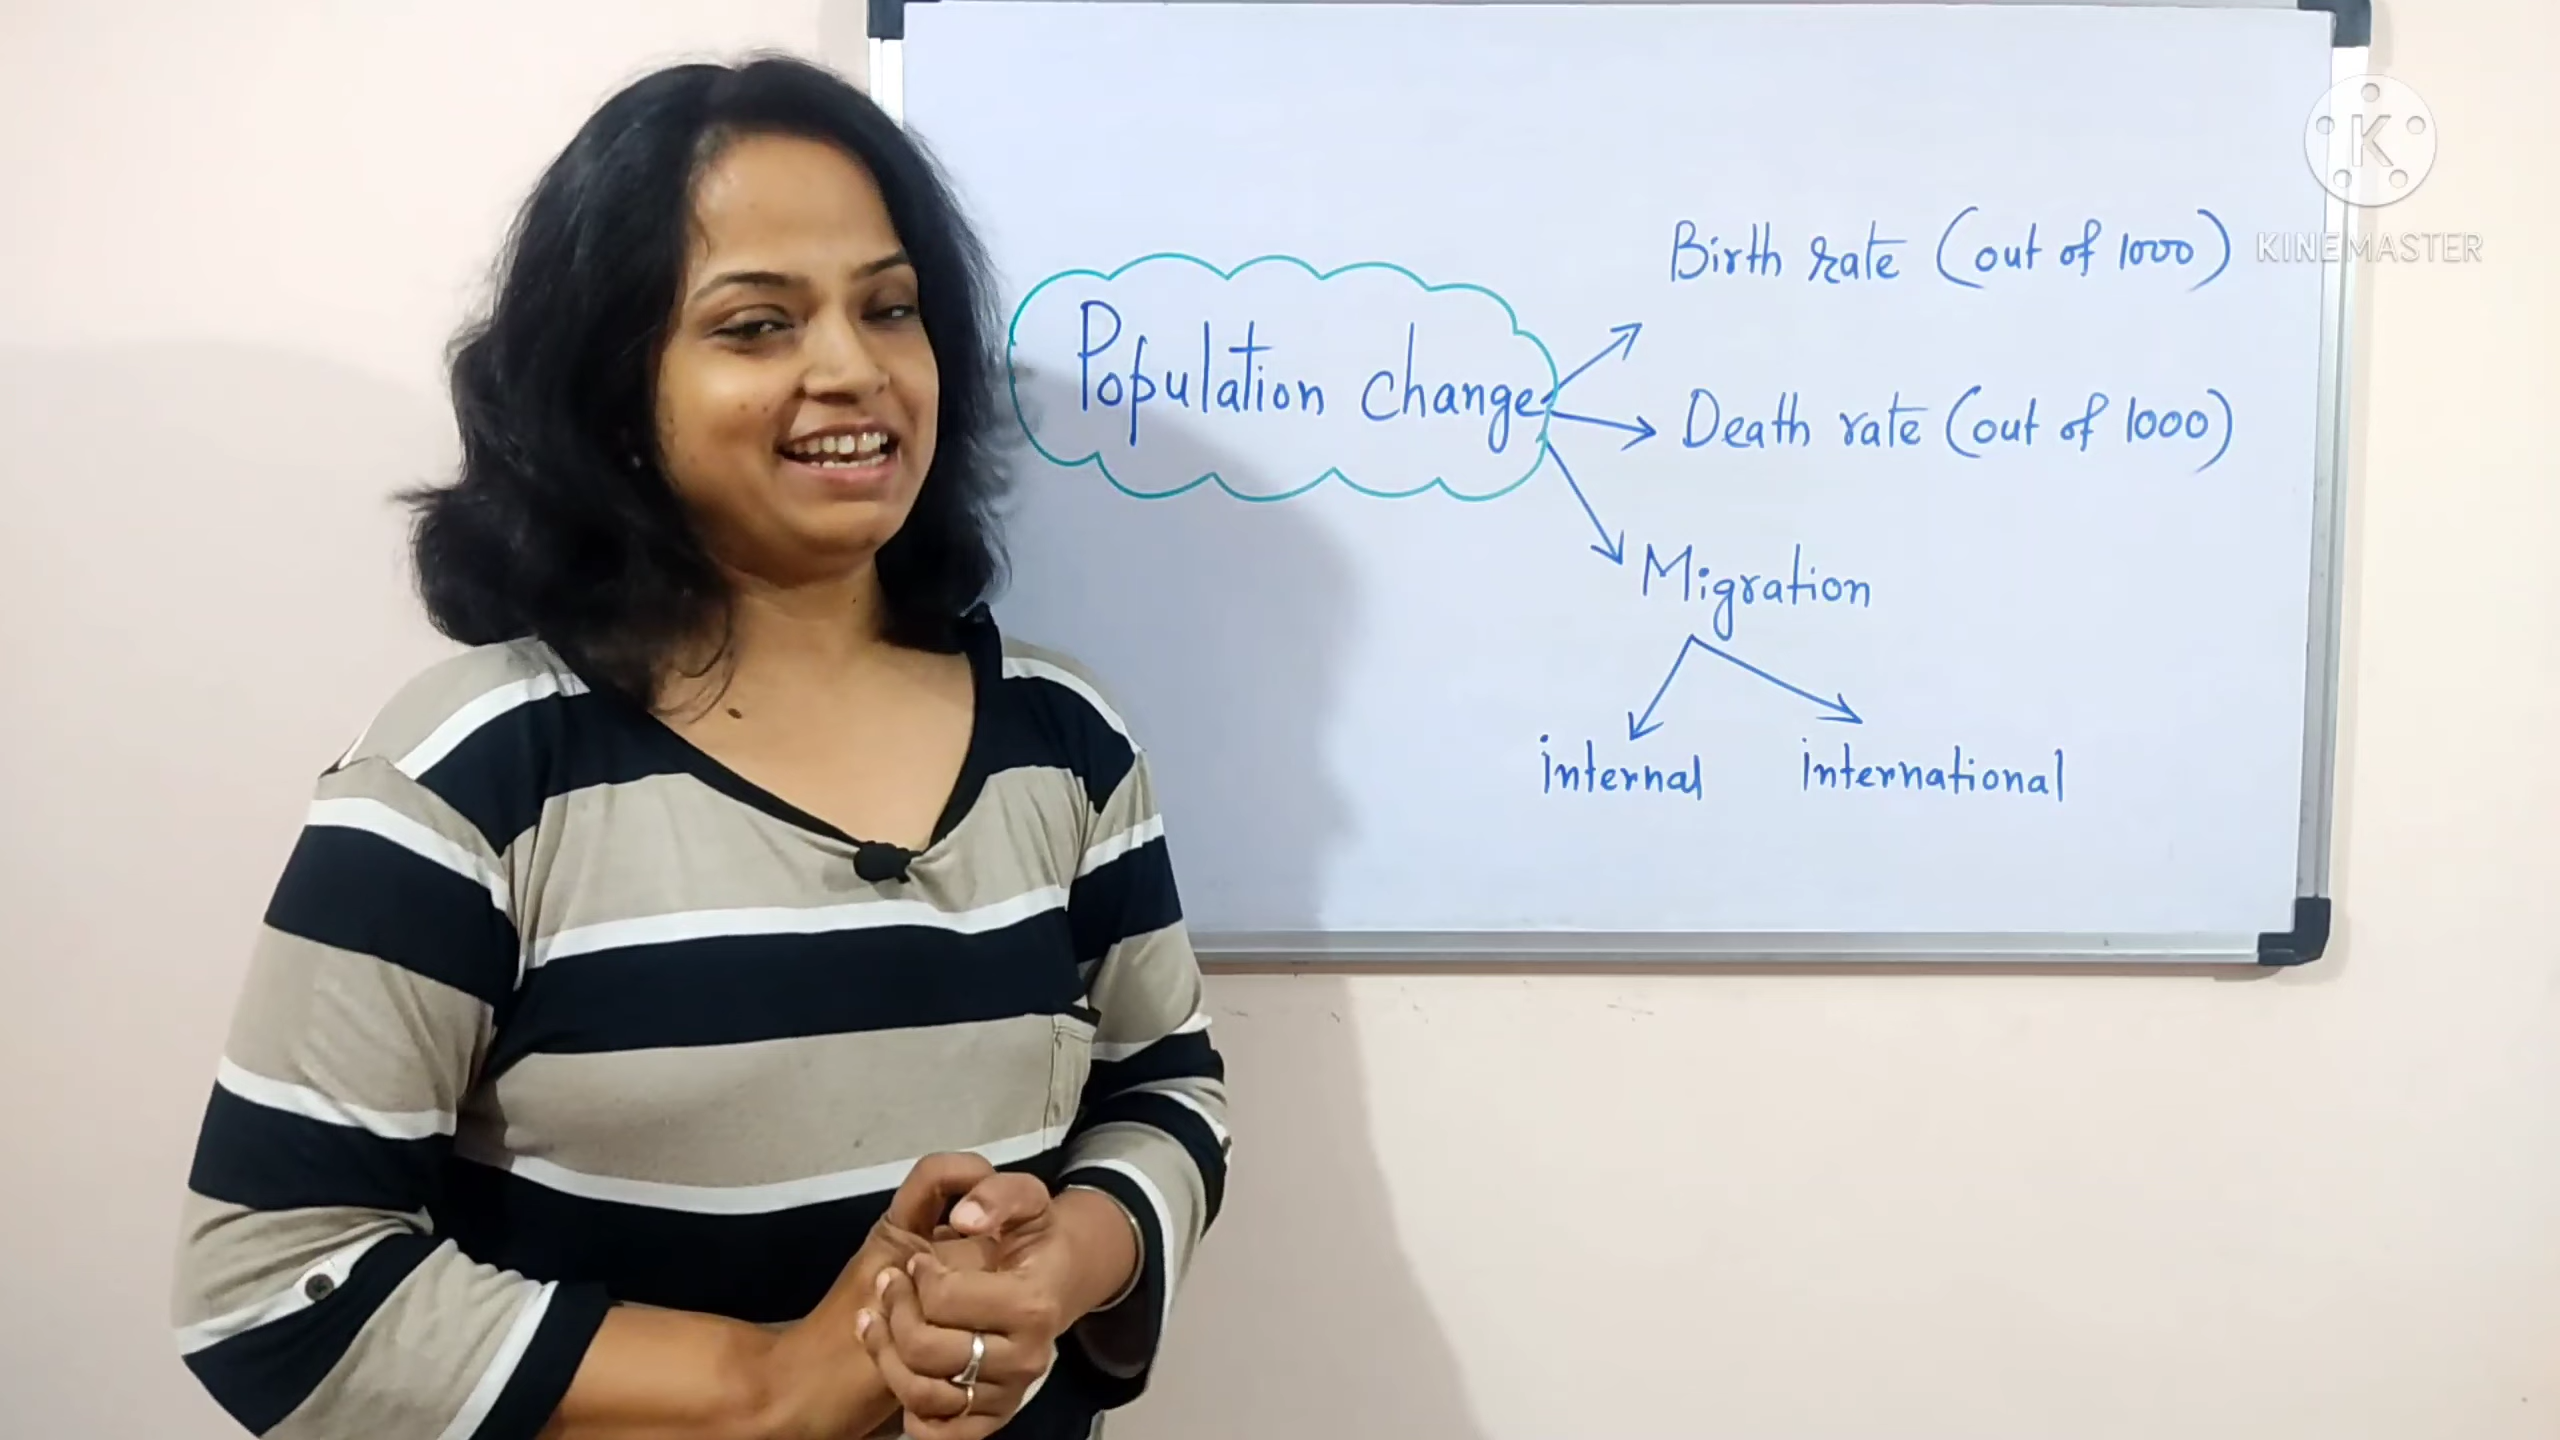 Birth rate (out of 1000)
Population change
Death rate (out of 1000)
Migration
internal international
K
KINEMASTER